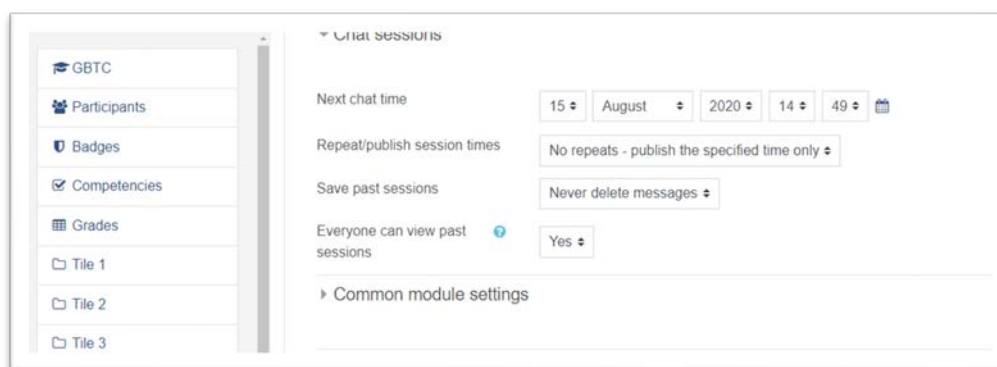 GBTC
Participants
Badges
Competencies
Grades
Tile 1
Tile 2
Tile 3
Chat sessions
Next chat time
15 August 2020 14 49
Repeat/publish session times
No repeats - publish the specified time only
Save past sessions
Never delete messages
Everyone can view past
sessions
Yes
Common module settings